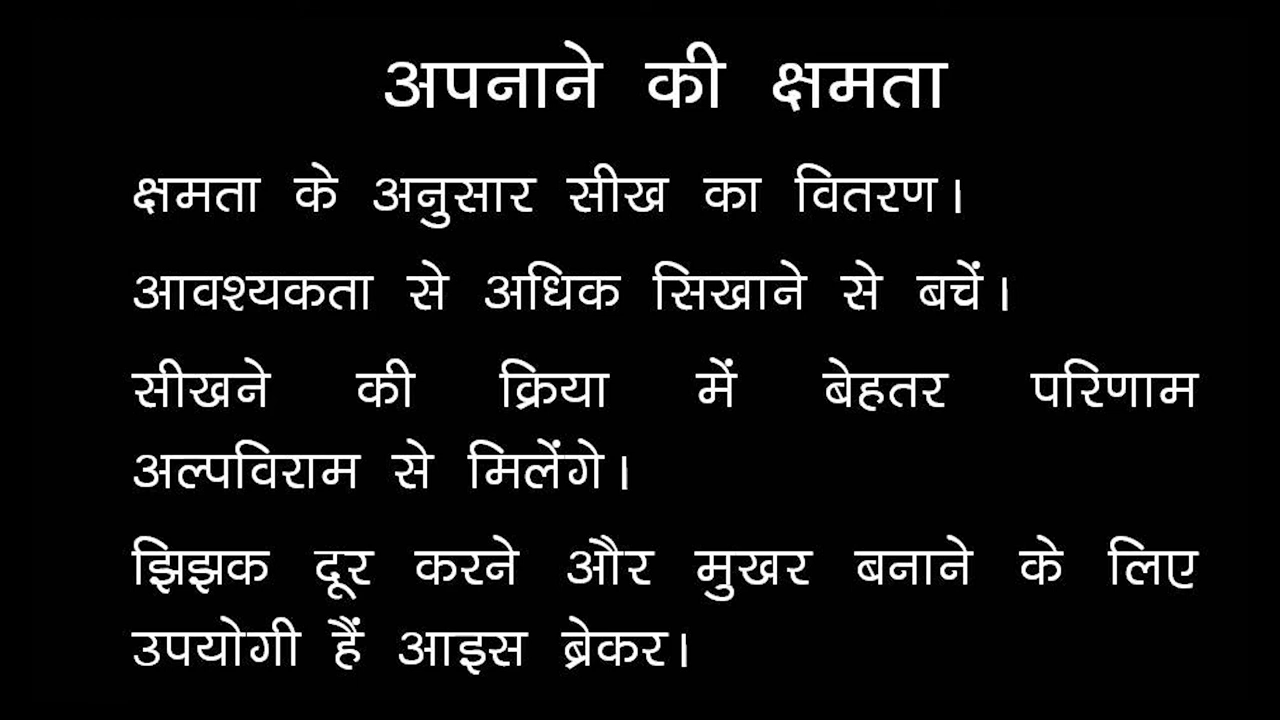 अपनाने की क्षमता
क्षमता के अनुसार सीख का वितरण।
आवश्यकता से अधिक सिखाने से बचें।
सीखने की क्रिया में बेहतर परिणाम
अल्पविराम से मिलेंगे।
झिझक दूर करने और मुखर बनाने के लिए
उपयोगी हैं आइस ब्रेकर।